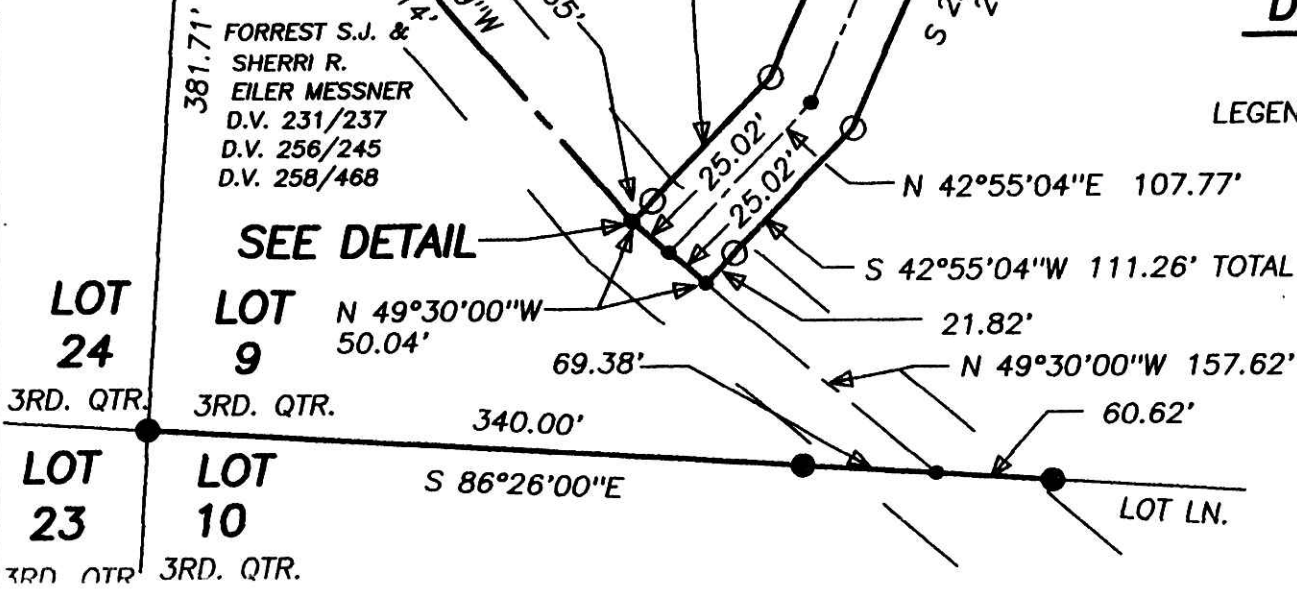 381.71'
FORREST S.J. &
SHERRI R.
EILER MESSNER
D.V. 231/237
D.V. 256/245
D.V. 258/468
25.02'
25.02'
LEGEN
N 42°55'04"E 107.77'
SEE DETAIL
S 42°55'04"W 111.26' TOTAL
LOT
24
3RD. QTR.
LOT
9
3RD. QTR.
N 49°30'00"W
50.04'
21.82'
69.38'
N 49°30'00"W 157.62'
60.62'
340.00'
S 86°26'00"E
LOT LN.
LOT
23
3RD. QTR
LOT
10
3RD. QTR.